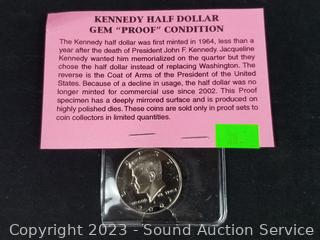 KENNEDY HALF DOLLAR
GEM "PROOF" CONDITION
The Kennedy half dollar was first minted in 1964, less than a
year after the death of President John F. Kennedy. Jacqueline
Kennedy wanted him memorialized on the quarter but they
chose the half dollar instead of replacing Washington. The
reverse is the Coat of Arms of the President of the United
States. Because of a decline in usage, the half dollar was no
longer minted for commercial use since 2002. This Proof
specimen has a deeply mirrored surface and is produced on
highly polished dies. These coins are sold only in proof sets to
coin collectors in limited quantities.
Copyright © 2023 - Sound Auction Service